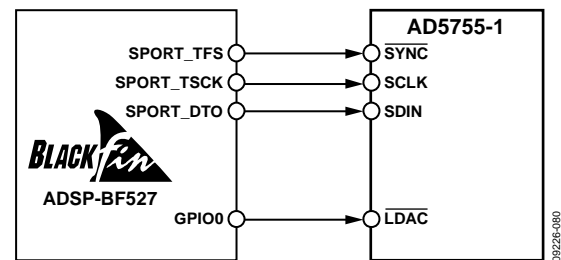 AD5755-1
SPORT_TFS SYNC
SPORT_TSCK SCLK
SPORT_DTO SDIN
BLACKfin
ADSP-BF527
GPIO0 LDAC
09226-080